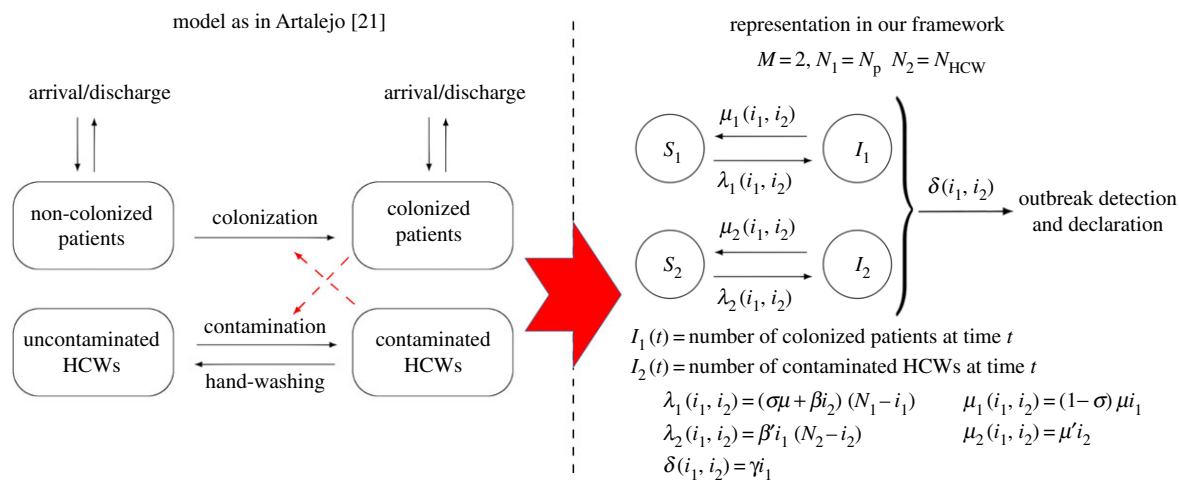 model as in Artalejo [21]
arrival/discharge
arrival/discharge
non-colonized
patients
colonization
colonized
patients
uncontaminated
HCWs
contamination
hand-washing
contaminated
HCWs
representation in our framework
M = 2, N₁ = Nₚ N₂ = N_HCW
S₁
μ₁(i₁, i₂)
λ₁(i₁, i₂)
I₁
S₂
μ₂(i₁, i₂)
λ₂(i₁, i₂)
I₂
δ(i₁, i₂)
outbreak detection
and declaration
I₁(t) = number of colonized patients at time t
I₂(t) = number of contaminated HCWs at time t
λ₁(i₁, i₂) = (σμ + βi₂) (N₁ – i₁) μ₁(i₁, i₂) = (1 – σ) μi₁
λ₂(i₁, i₂) = β′i₁ (N₂ – i₂) μ₂(i₁, i₂) = μ′i₂
δ(i₁, i₂) = γi₁